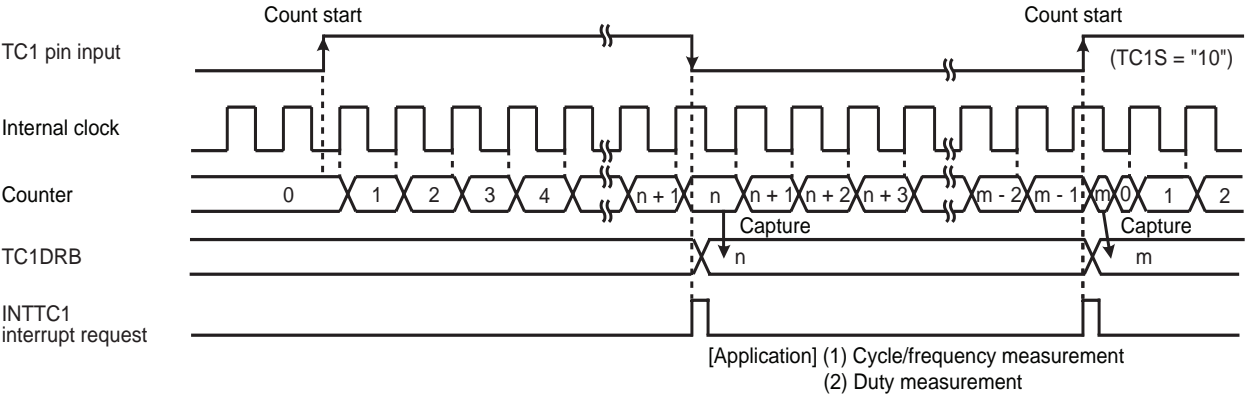 Count start Count start
TC1 pin input
(TC1S = "10")
Internal clock
Counter 0 1 2 3 4 n + 1 n n + 1 n + 2 n + 3 m - 2 m - 1 m 0 1 2
Capture Capture
TC1DRB n m
INTTC1
interrupt request
[Application] (1) Cycle/frequency measurement
(2) Duty measurement